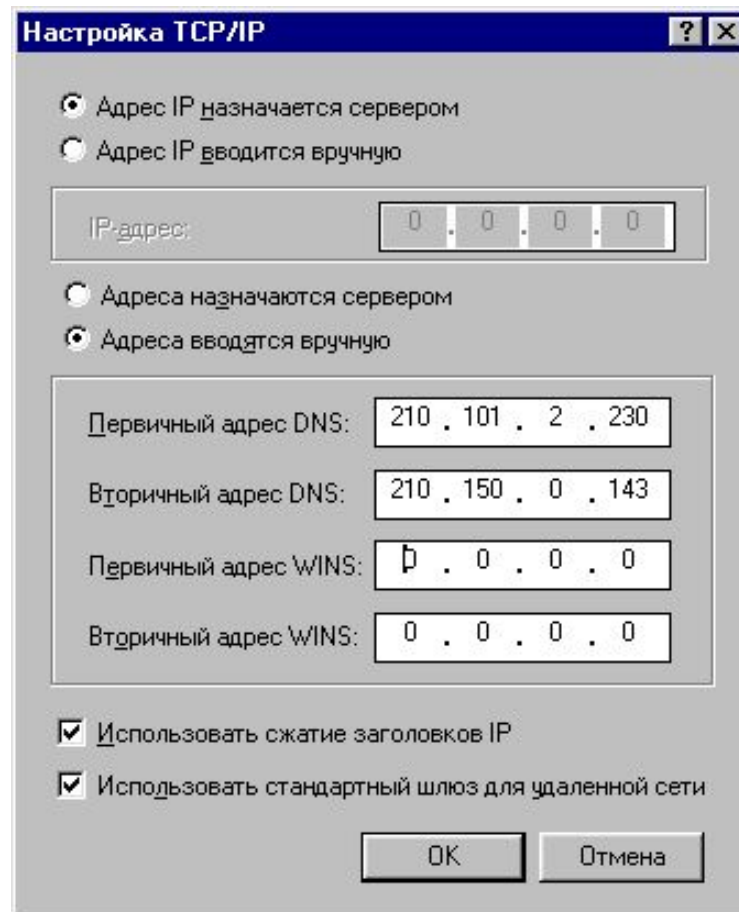 Настройка TCP/IP
Адрес IP назначается сервером
Адрес IP вводится вручную
IP-адрес: 0 . 0 . 0 . 0
Адреса назначаются сервером
Адреса вводятся вручную
Первичный адрес DNS: 210 . 101 . 2 . 230
Вторичный адрес DNS: 210 . 150 . 0 . 143
Первичный адрес WINS: 0 . 0 . 0 . 0
Вторичный адрес WINS: 0 . 0 . 0 . 0
Использовать сжатие заголовков IP
Использовать стандартный шлюз для удаленной сети
OK Отмена